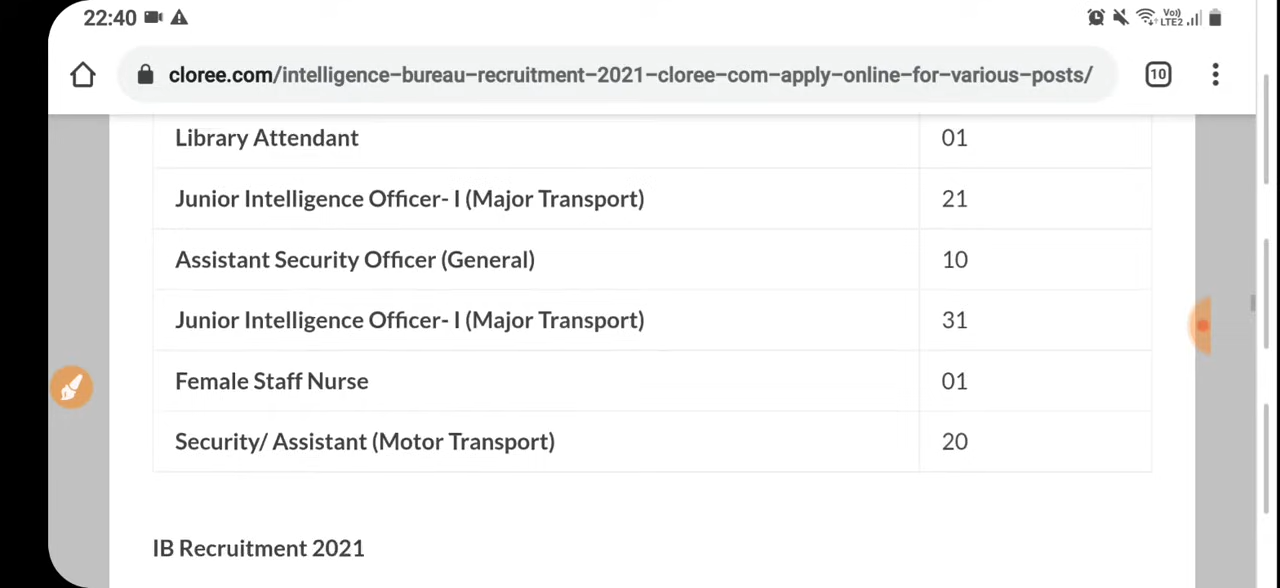 22:40 Vo)) LTE2
cloree.com/intelligence-bureau-recruitment-2021-cloree-com-apply-online-for-various-posts/ 10
Library Attendant 01
Junior Intelligence Officer- I (Major Transport) 21
Assistant Security Officer (General) 10
Junior Intelligence Officer- I (Major Transport) 31
Female Staff Nurse 01
Security/ Assistant (Motor Transport) 20
IB Recruitment 2021